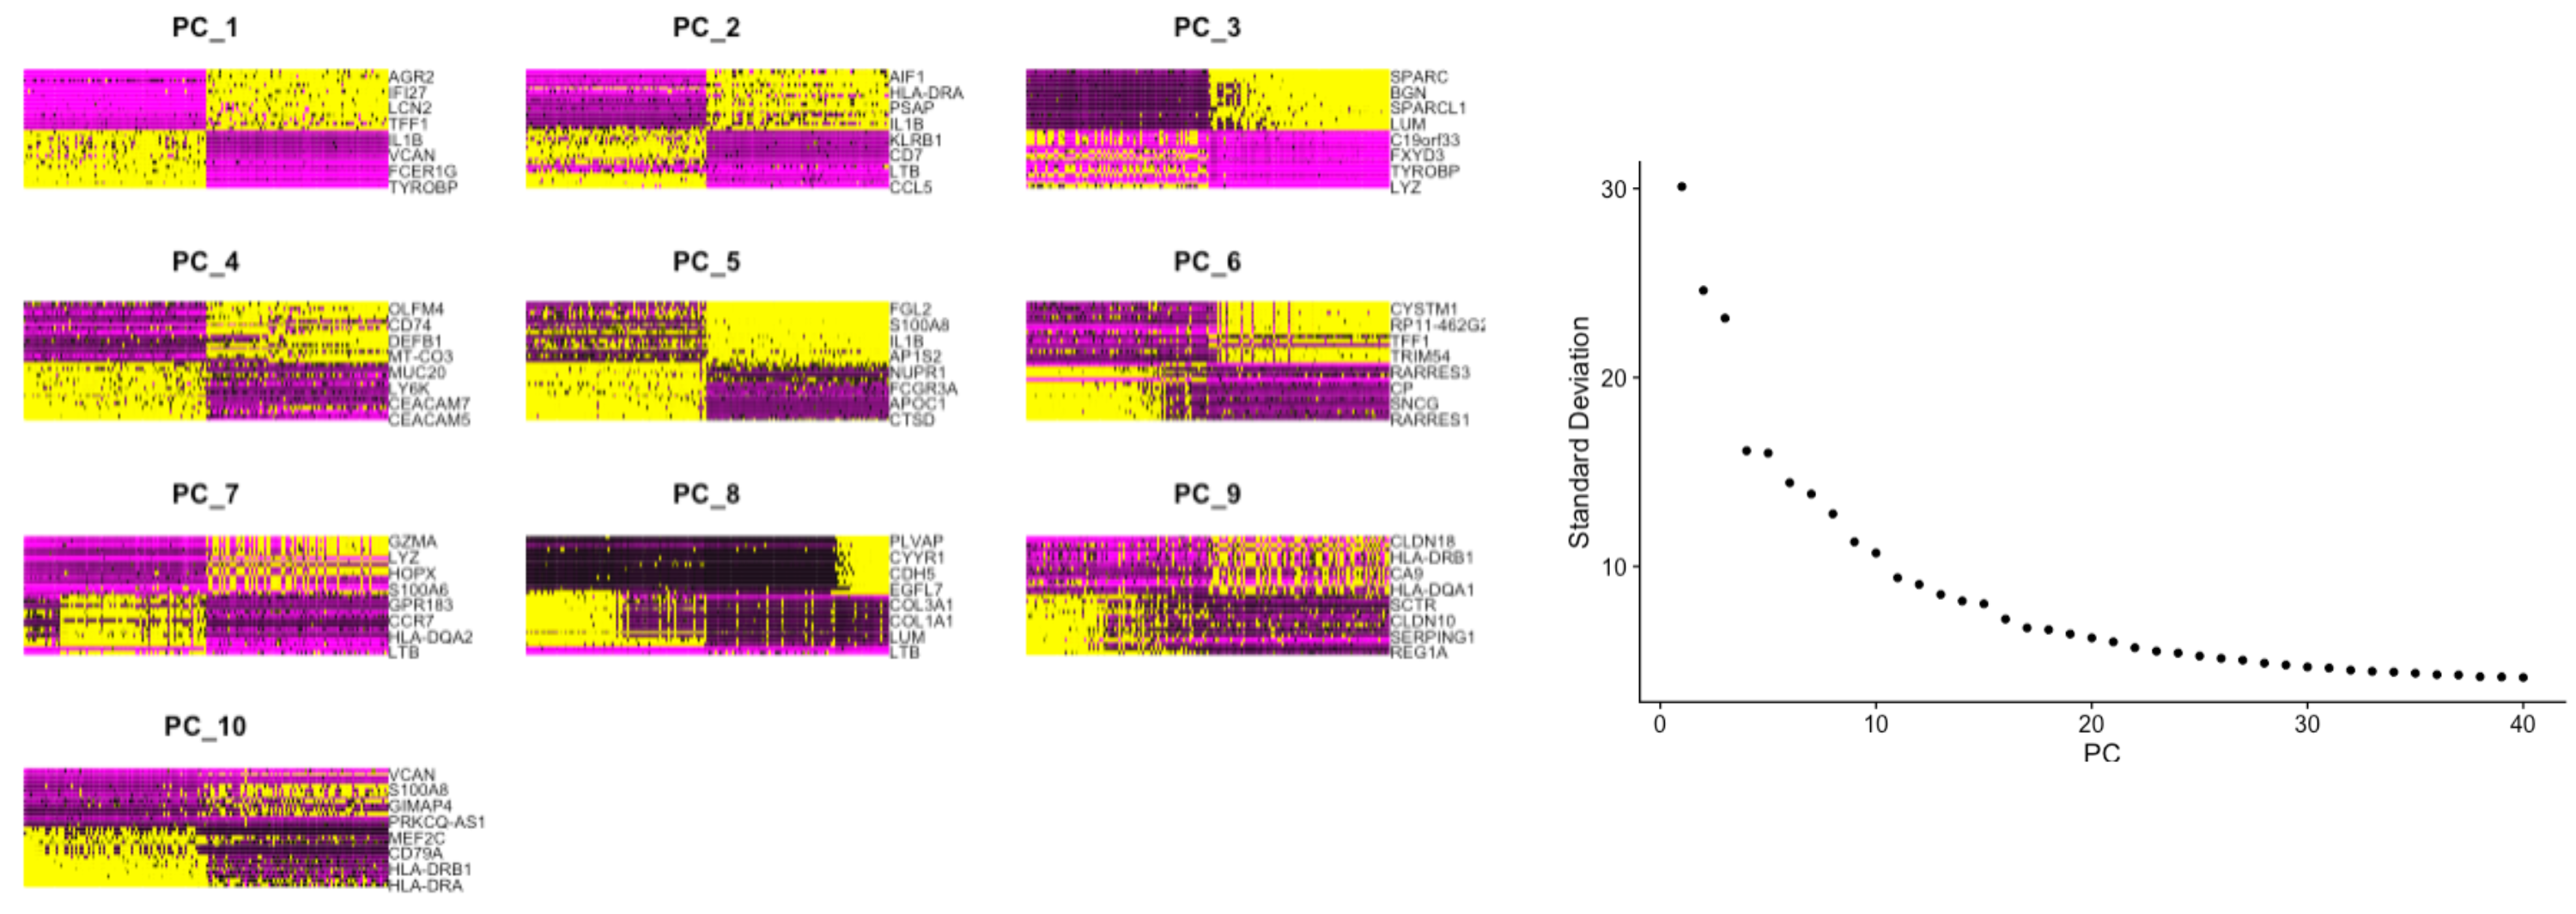 PC_1
AGR2
IFI27
LCN2
TFF1
IL1B
VCAN
FCER1G
TYROBP
PC_2
AIF1
HLA-DRA
PSAP
IL1B
KLRB1
CD7
LTB
CCL5
PC_3
SPARC
BGN
SPARCL1
LUM
C19orf33
FXYD3
TYROBP
LYZ
PC_4
OLFM4
CD74
DEFB1
MT-CO3
MUC20
LY6K
CEACAM7
CEACAM5
PC_5
FGL2
S100A8
IL1B
AP1S2
NUPR1
FCGR3A
APOC1
CTSD
PC_6
CYSTM1
TFF1
TRIM54
RARRES3
CP
SNCG
RARRES1
PC_7
GZMA
LYZ
HOPX
S100A6
GPR183
CCR7
HLA-DQA2
LTB
PC_8
PLVAP
CYYR1
CDH5
EGFL7
COL3A1
COL1A1
LUM
LTB
PC_9
CLDN18
HLA-DRB1
CA9
HLA-DQA1
SCTR
CLDN10
SERPING1
REG1A
PC_10
VCAN
S100A8
GIMAP4
PRKCQ-AS1
MEF2C
CD79A
HLA-DRB1
HLA-DRA
Standard Deviation
30
20
10
0 10 20 30 40
PC